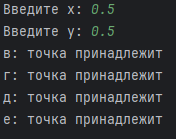 Введите x: 0.5
Введите y: 0.5
в: точка принадлежит
г: точка принадлежит
д: точка принадлежит
е: точка принадлежит